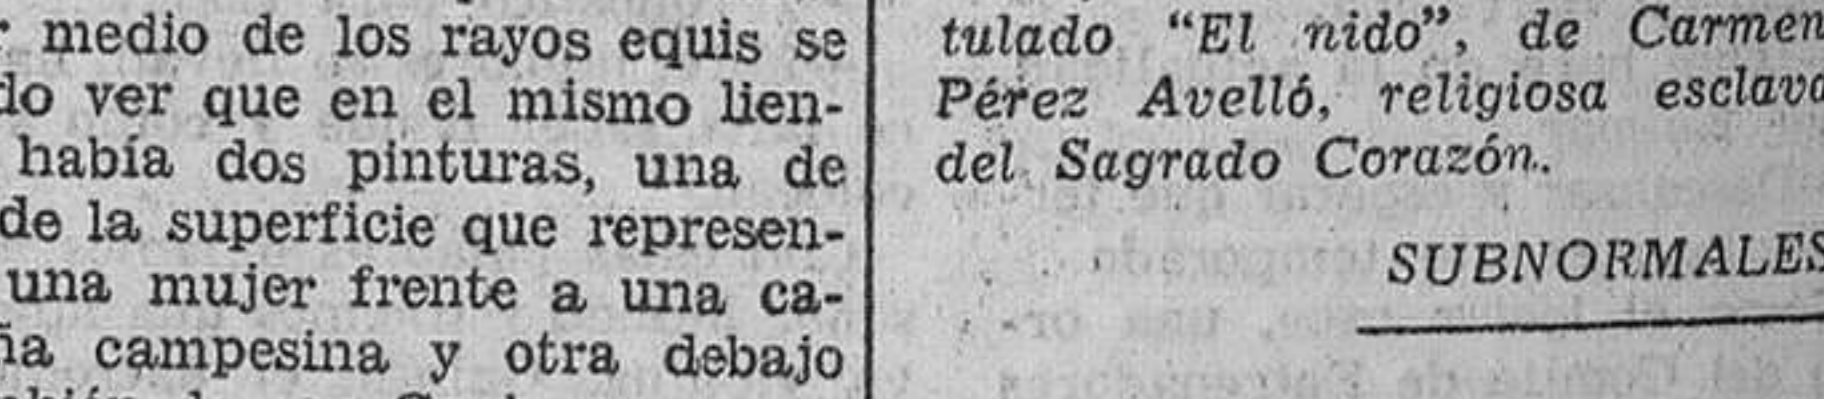 medio de los rayos equis se
do ver que en el mismo lien-
había dos pinturas, una de
de la superficie que represen-
una mujer frente a una ca-
ña campesina y otra debajo
tulado "El nido", de Carmen
Pérez Avelló, religiosa esclava
del Sagrado Corazón.
SUBNORMALES